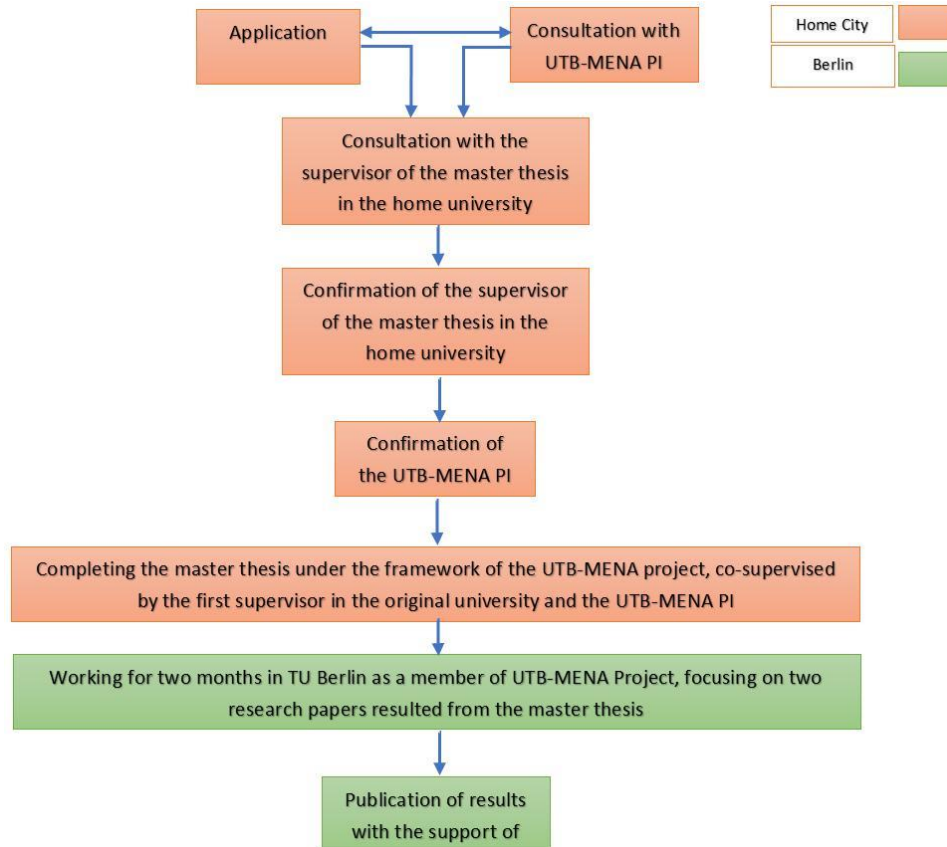 Application
Consultation with
UTB-MENA PI
Home City
Berlin
Consultation with the
supervisor of the master thesis
in the home university
Confirmation of the supervisor
of the master thesis in the
home university
Confirmation of
the UTB-MENA PI
Completing the master thesis under the framework of the UTB-MENA project, co-supervised
by the first supervisor in the original university and the UTB-MENA PI
Working for two months in TU Berlin as a member of UTB-MENA Project, focusing on two
research papers resulted from the master thesis
Publication of results
with the support of